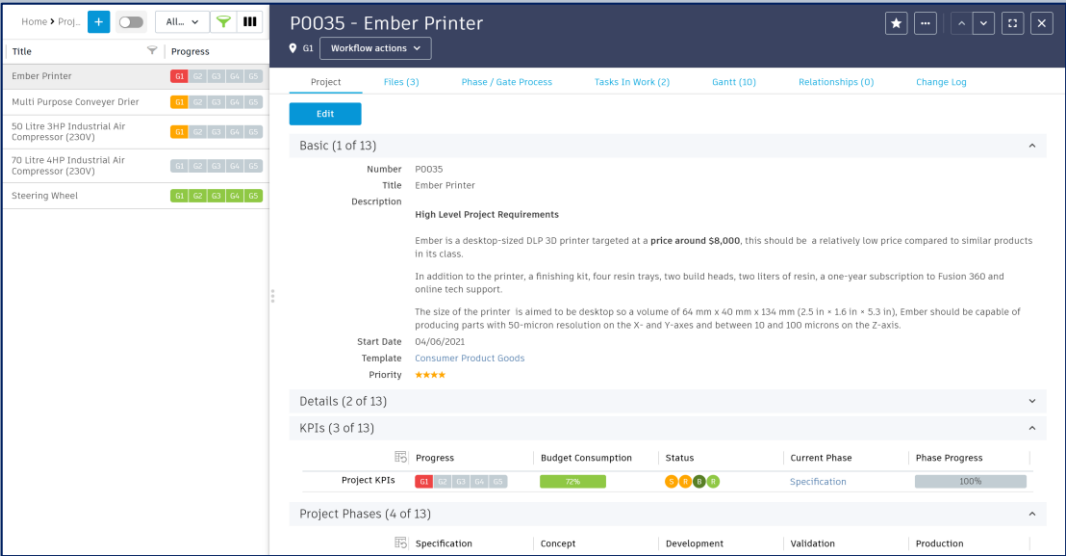 Home > Proj..
All...
Title
Progress
Ember Printer
G1 G2 G3 G4 G5
Multi Purpose Conveyer Drier
G1 G2 G3 G4 G5
50 Litre 3HP Industrial Air
Compressor (230V)
G1 G2 G3 G4 G5
70 Litre 4HP Industrial Air
Compressor (230V)
G1 G2 G3 G4 G5
Steering Wheel
G1 G2 G3 G4 G5
P0035 - Ember Printer
G1 Workflow actions
Project Files (3) Phase / Gate Process Tasks In Work (2) Gantt (10) Relationships (0) Change Log
Edit
Basic (1 of 13)
Number P0035
Title Ember Printer
Description
High Level Project Requirements
Ember is a desktop-sized DLP 3D printer targeted at a price around $8,000, this should be a relatively low price compared to similar products
in its class.
In addition to the printer, a finishing kit, four resin trays, two build heads, two liters of resin, a one-year subscription to Fusion 360 and
online tech support.
The size of the printer is aimed to be desktop so a volume of 64 mm x 40 mm x 134 mm (2.5 in × 1.6 in × 5.3 in), Ember should be capable of
producing parts with 50-micron resolution on the X- and Y-axes and between 10 and 100 microns on the Z-axis.
Start Date 04/06/2021
Template Consumer Product Goods
Priority
Details (2 of 13)
KPIs (3 of 13)
Progress Budget Consumption Status Current Phase Phase Progress
Project KPIs G1 G2 G3 G4 G5 72% S R B R Specification 100%
Project Phases (4 of 13)
Specification Concept Development Validation Production